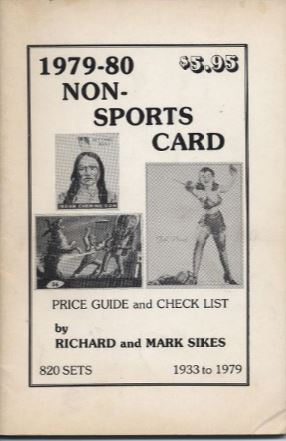 1979-80 $5.95
NON-
SPORTS
CARD
INDIAN CHEWING GUM
56
PRICE GUIDE and CHECK LIST
by
RICHARD and MARK SIKES
820 SETS 1933 to 1979